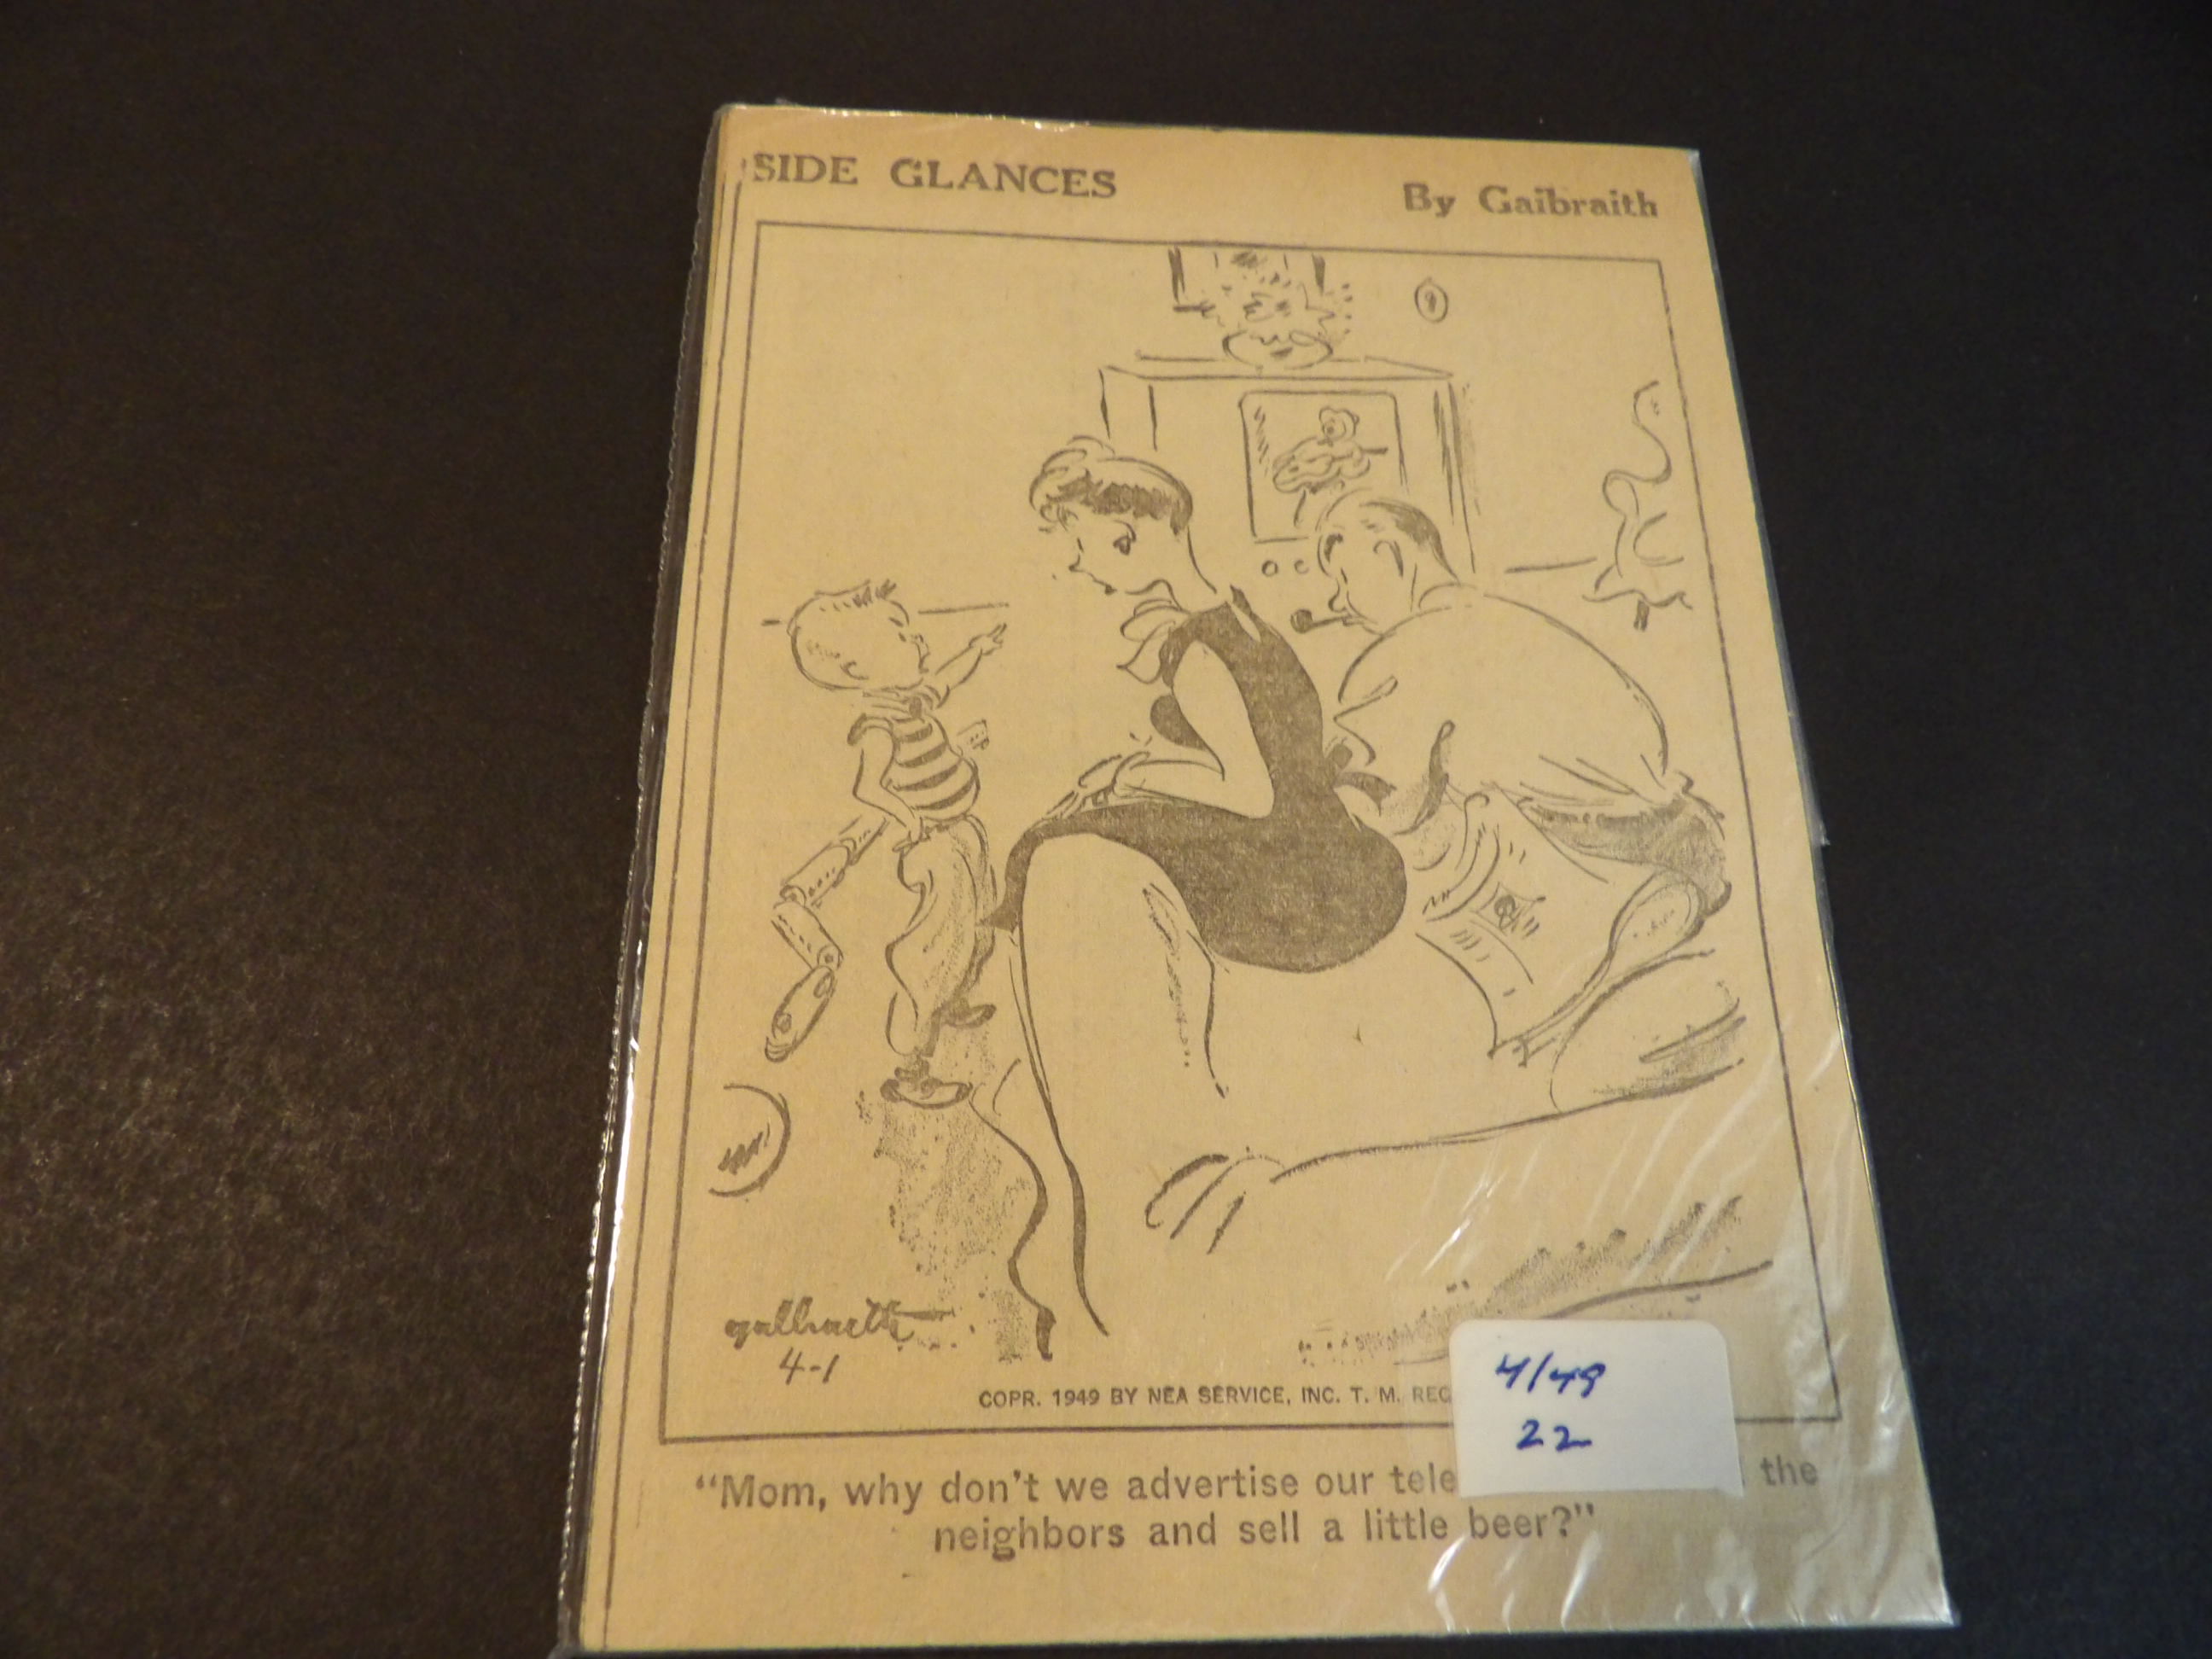 SIDE GLANCES
By Galbraith
galbraith
4-1
COPR. 1949 BY NEA SERVICE, INC. T. M. REG
4/49
22
"Mom, why don't we advertise our tele the
neighbors and sell a little beer?"